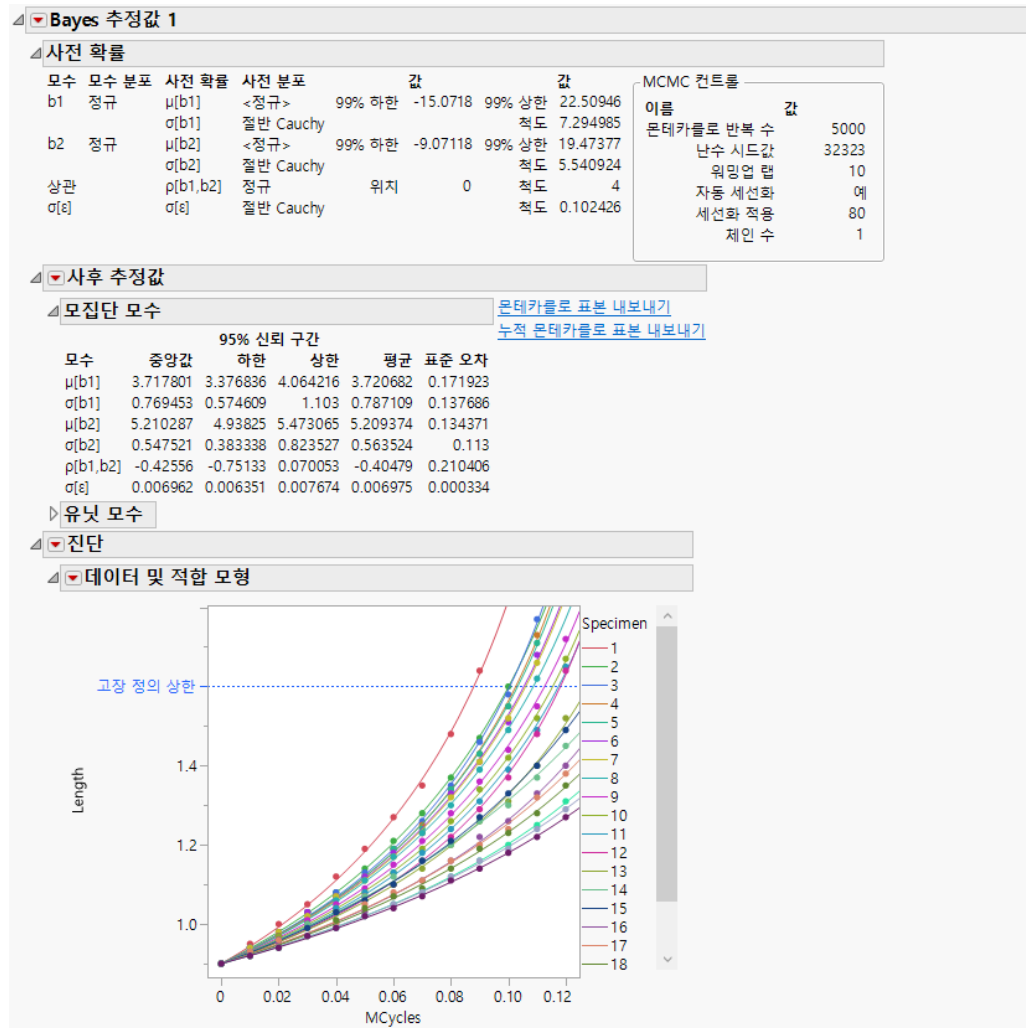 Bayes 추정값 1
사전 확률
모수 모수 분포 사전 확률 사전 분포 값 값
b1 정규 μ[b1] <정규> 99% 하한 -15.0718 99% 상한 22.50946
σ[b1] 절반 Cauchy 척도 7.294985
b2 정규 μ[b2] <정규> 99% 하한 -9.07118 99% 상한 19.47377
σ[b2] 절반 Cauchy 척도 5.540924
상관 ρ[b1,b2] 정규 위치 0 척도 4
σ[ε] σ[ε] 절반 Cauchy 척도 0.102426
MCMC 컨트롤
이름 값
몬테카를로 반복 수 5000
난수 시드값 32323
워밍업 랩 10
자동 세선화 예
세선화 적용 80
체인 수 1
사후 추정값
모집단 모수
몬테카를로 표본 내보내기
누적 몬테카를로 표본 내보내기
95% 신뢰 구간
모수 중앙값 하한 상한 평균 표준 오차
μ[b1] 3.717801 3.376836 4.064216 3.720682 0.171923
σ[b1] 0.769453 0.574609 1.103 0.787109 0.137686
μ[b2] 5.210287 4.93825 5.473065 5.209374 0.134371
σ[b2] 0.547521 0.383338 0.823527 0.563524 0.113
ρ[b1,b2] -0.42556 -0.75133 0.070053 -0.40479 0.210406
σ[ε] 0.006962 0.006351 0.007674 0.006975 0.000334
유닛 모수
진단
데이터 및 적합 모형
고장 정의 상한
1.4
1.2
1.0
Length
0 0.02 0.04 0.06 0.08 0.10 0.12
MCycles
Specimen
1
2
3
4
5
6
7
8
9
10
11
12
13
14
15
16
17
18